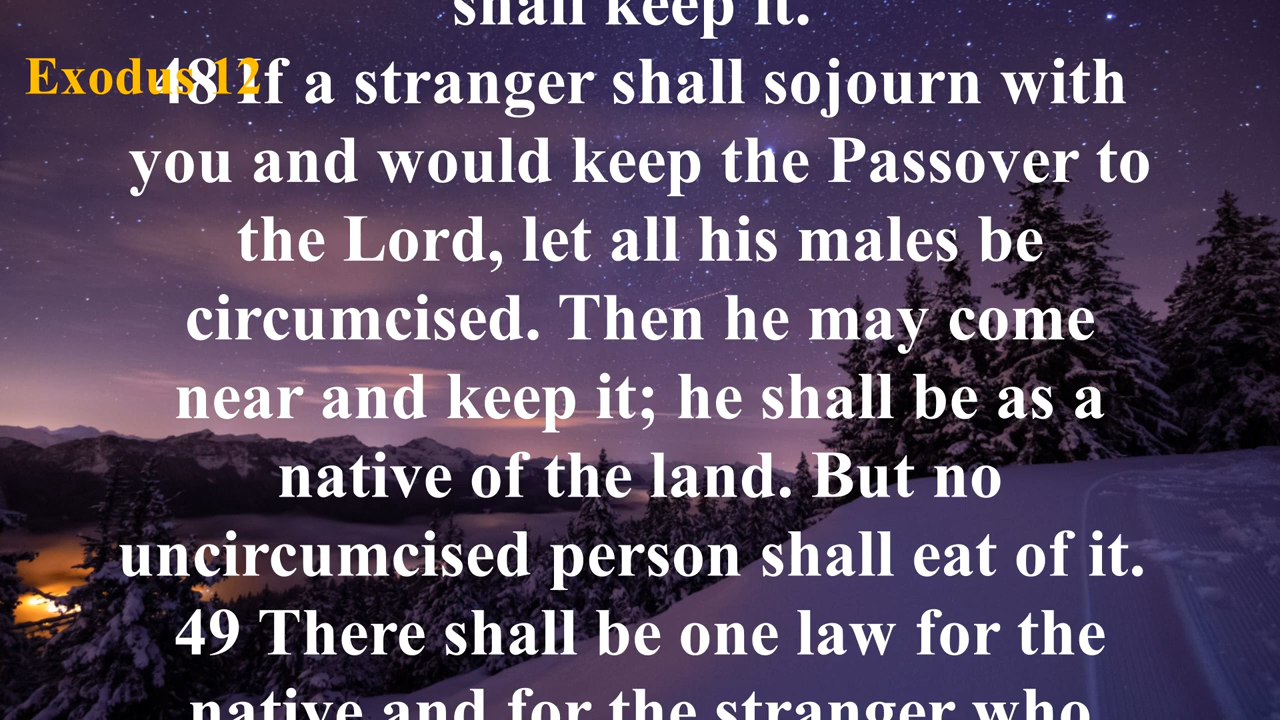 shall keep it.
Exodus 12
48 If a stranger shall sojourn with
you and would keep the Passover to
the Lord, let all his males be
circumcised. Then he may come
near and keep it; he shall be as a
native of the land. But no
uncircumcised person shall eat of it.
49 There shall be one law for the
native and for the stranger who